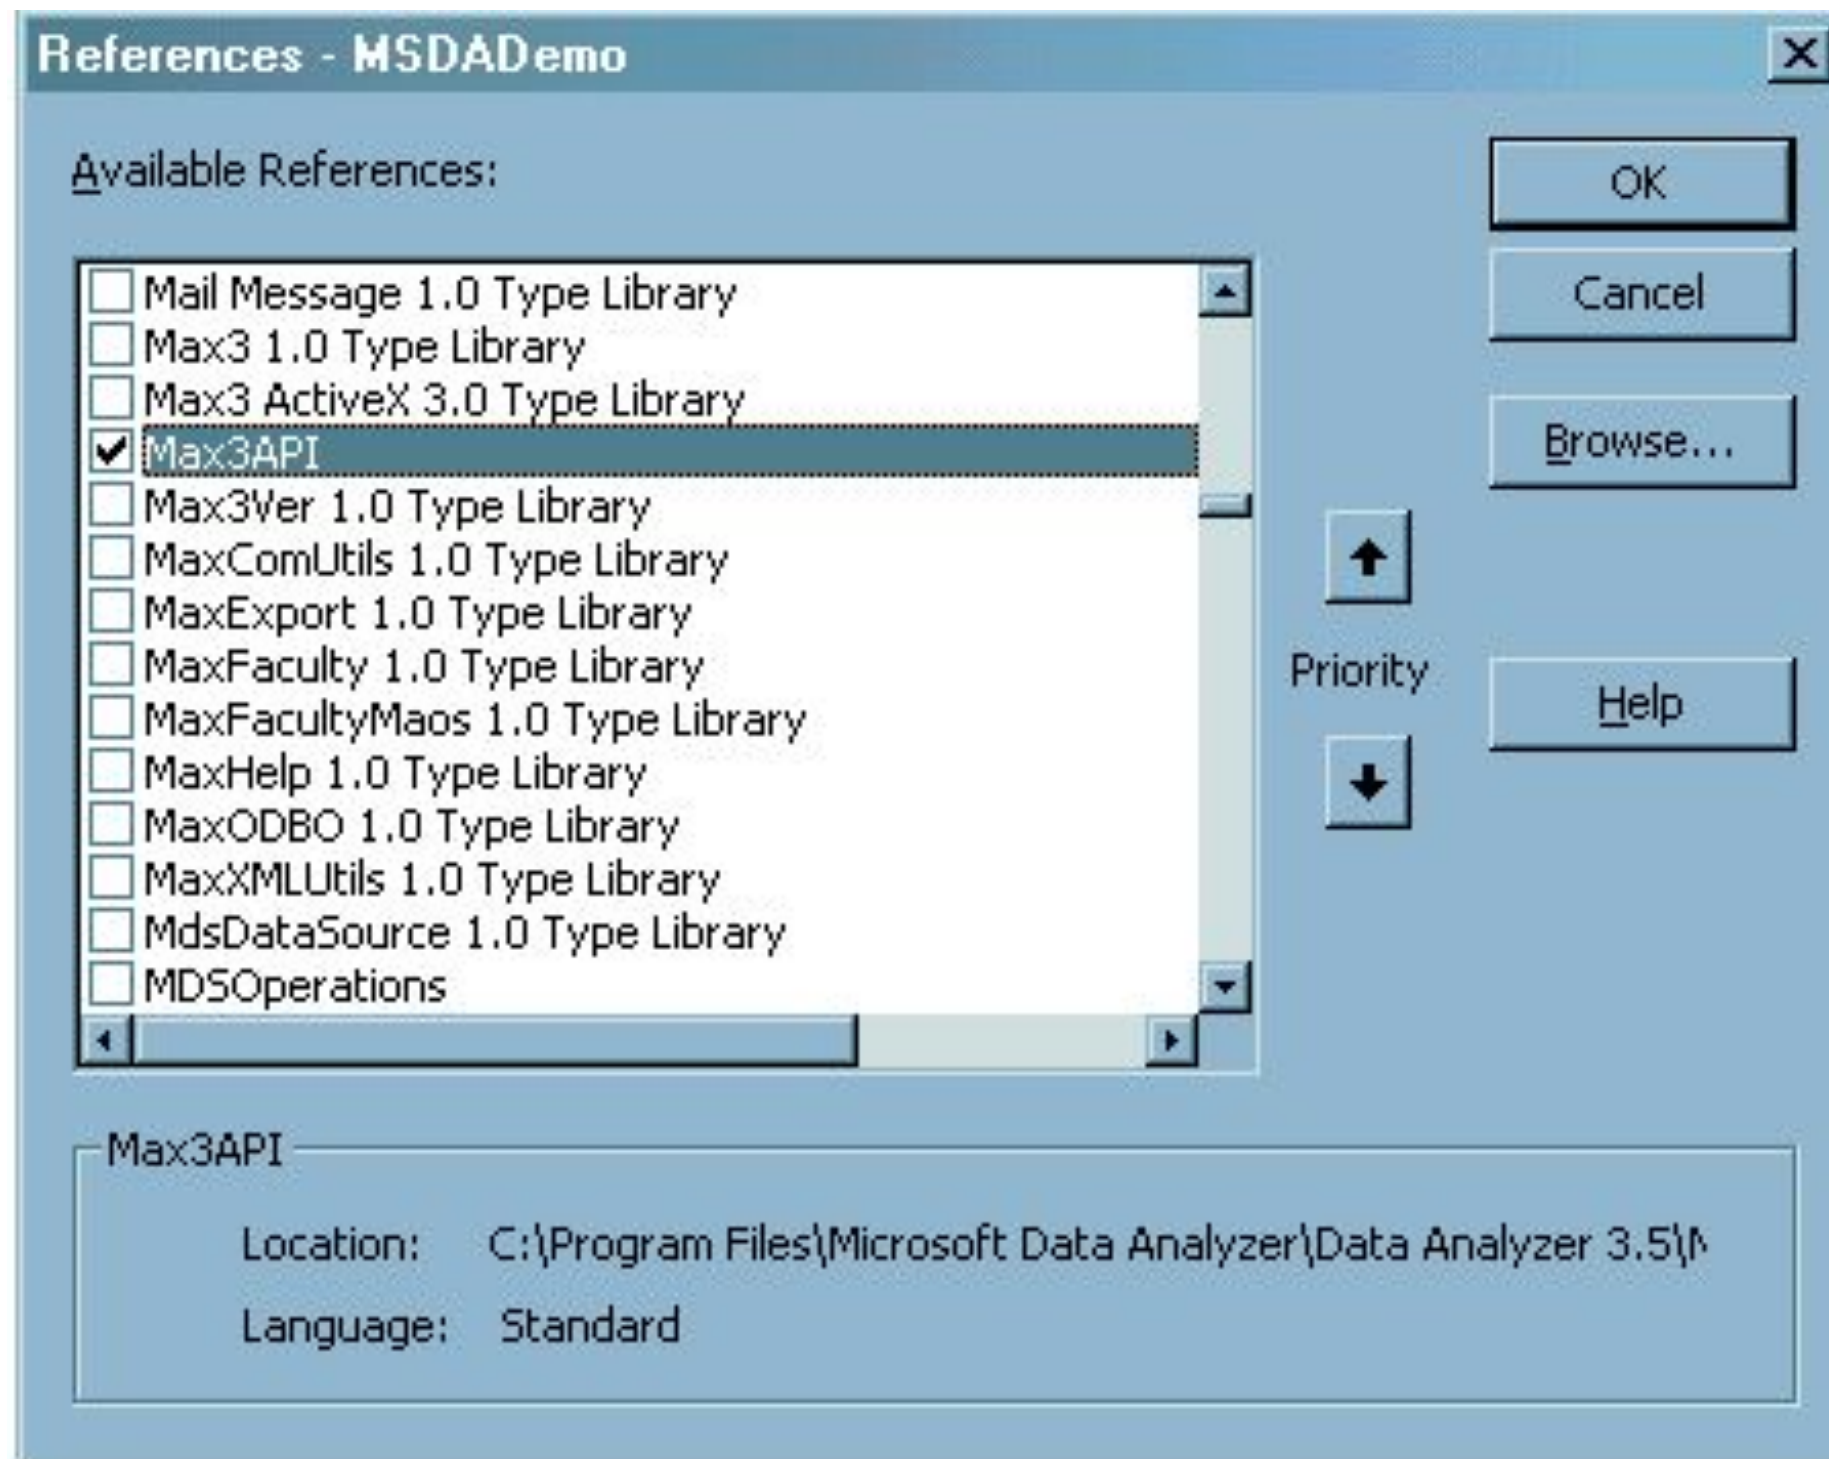 References - MSDADemo
Available References:
OK
Cancel
Browse...
Mail Message 1.0 Type Library
Max3 1.0 Type Library
Max3 ActiveX 3.0 Type Library
Max3API
Max3Ver 1.0 Type Library
MaxComUtils 1.0 Type Library
MaxExport 1.0 Type Library
MaxFaculty 1.0 Type Library
MaxFacultyMaos 1.0 Type Library
MaxHelp 1.0 Type Library
MaxODBO 1.0 Type Library
MaxXMLUtils 1.0 Type Library
MdsDataSource 1.0 Type Library
MDSOperations
Priority
Help
Max3API
Location: C:\Program Files\Microsoft Data Analyzer\Data Analyzer 3.5\
Language: Standard